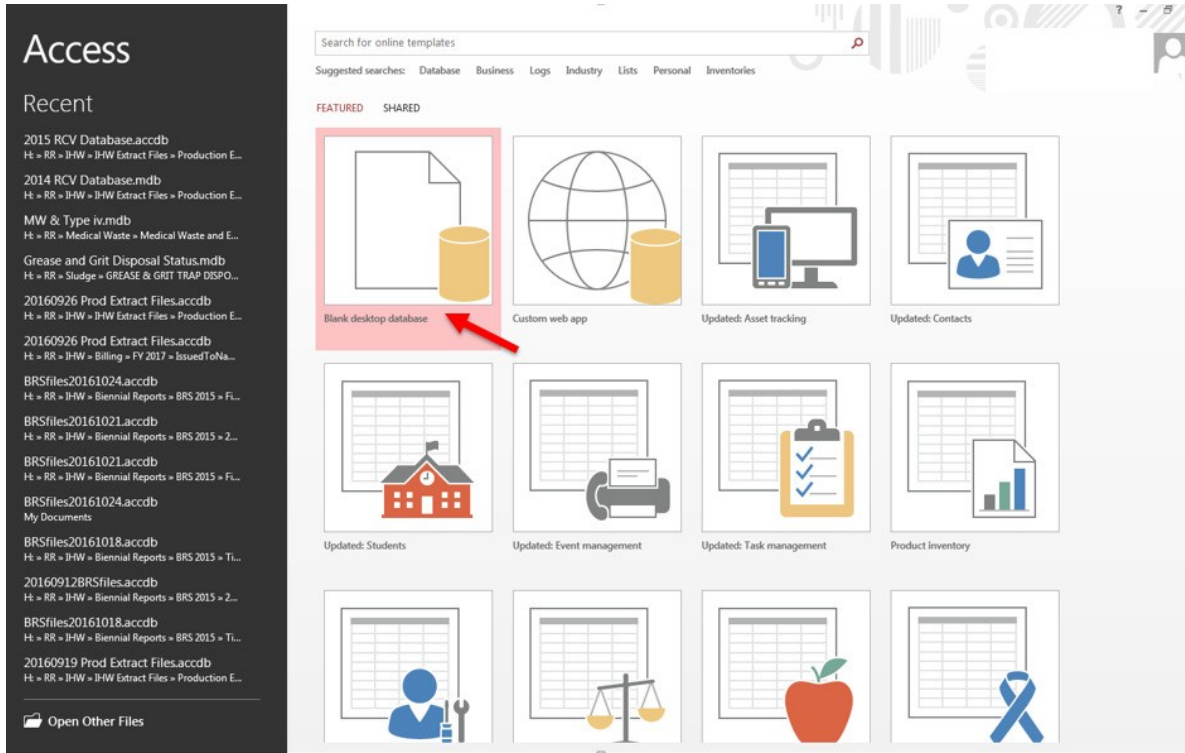 Access
Recent
2015 RCV Database.accdb
H: » RR » IHW » IHW Extract Files » Production E...
2014 RCV Database.mdb
H: » RR » IHW » IHW Extract Files » Production E...
MW & Type iv.mdb
H: » RR » Medical Waste » Medical Waste and E...
Grease and Grit Disposal Status.mdb
H: » RR » Sludge » GREASE & GRIT TRAP DISPO...
20160926 Prod Extract Files.accdb
H: » RR » IHW » IHW Extract Files » Production E...
20160926 Prod Extract Files.accdb
H: » RR » IHW » Billing » FY 2017 » IssuedToNa...
BRSfiles20161024.accdb
H: » RR » IHW » Biennial Reports » BRS 2015 » Fi...
BRSfiles20161021.accdb
H: » RR » IHW » Biennial Reports » BRS 2015 » 2...
BRSfiles20161021.accdb
H: » RR » IHW » Biennial Reports » BRS 2015 » Fi...
BRSfiles20161024.accdb
My Documents
BRSfiles20161018.accdb
H: » RR » IHW » Biennial Reports » BRS 2015 » Ti...
20160912BRSfiles.accdb
H: » RR » IHW » Biennial Reports » BRS 2015 » 2...
BRSfiles20161018.accdb
H: » RR » IHW » Biennial Reports » BRS 2015 » Ti...
20160919 Prod Extract Files.accdb
H: » RR » IHW » IHW Extract Files » Production E...
Open Other Files
?
Search for online templates
Suggested searches: Database Business Logs Industry Lists Personal Inventories
FEATURED SHARED
Blank desktop database
Custom web app
Updated: Asset tracking
Updated: Contacts
Updated: Students
Updated: Event management
Updated: Task management
Product inventory